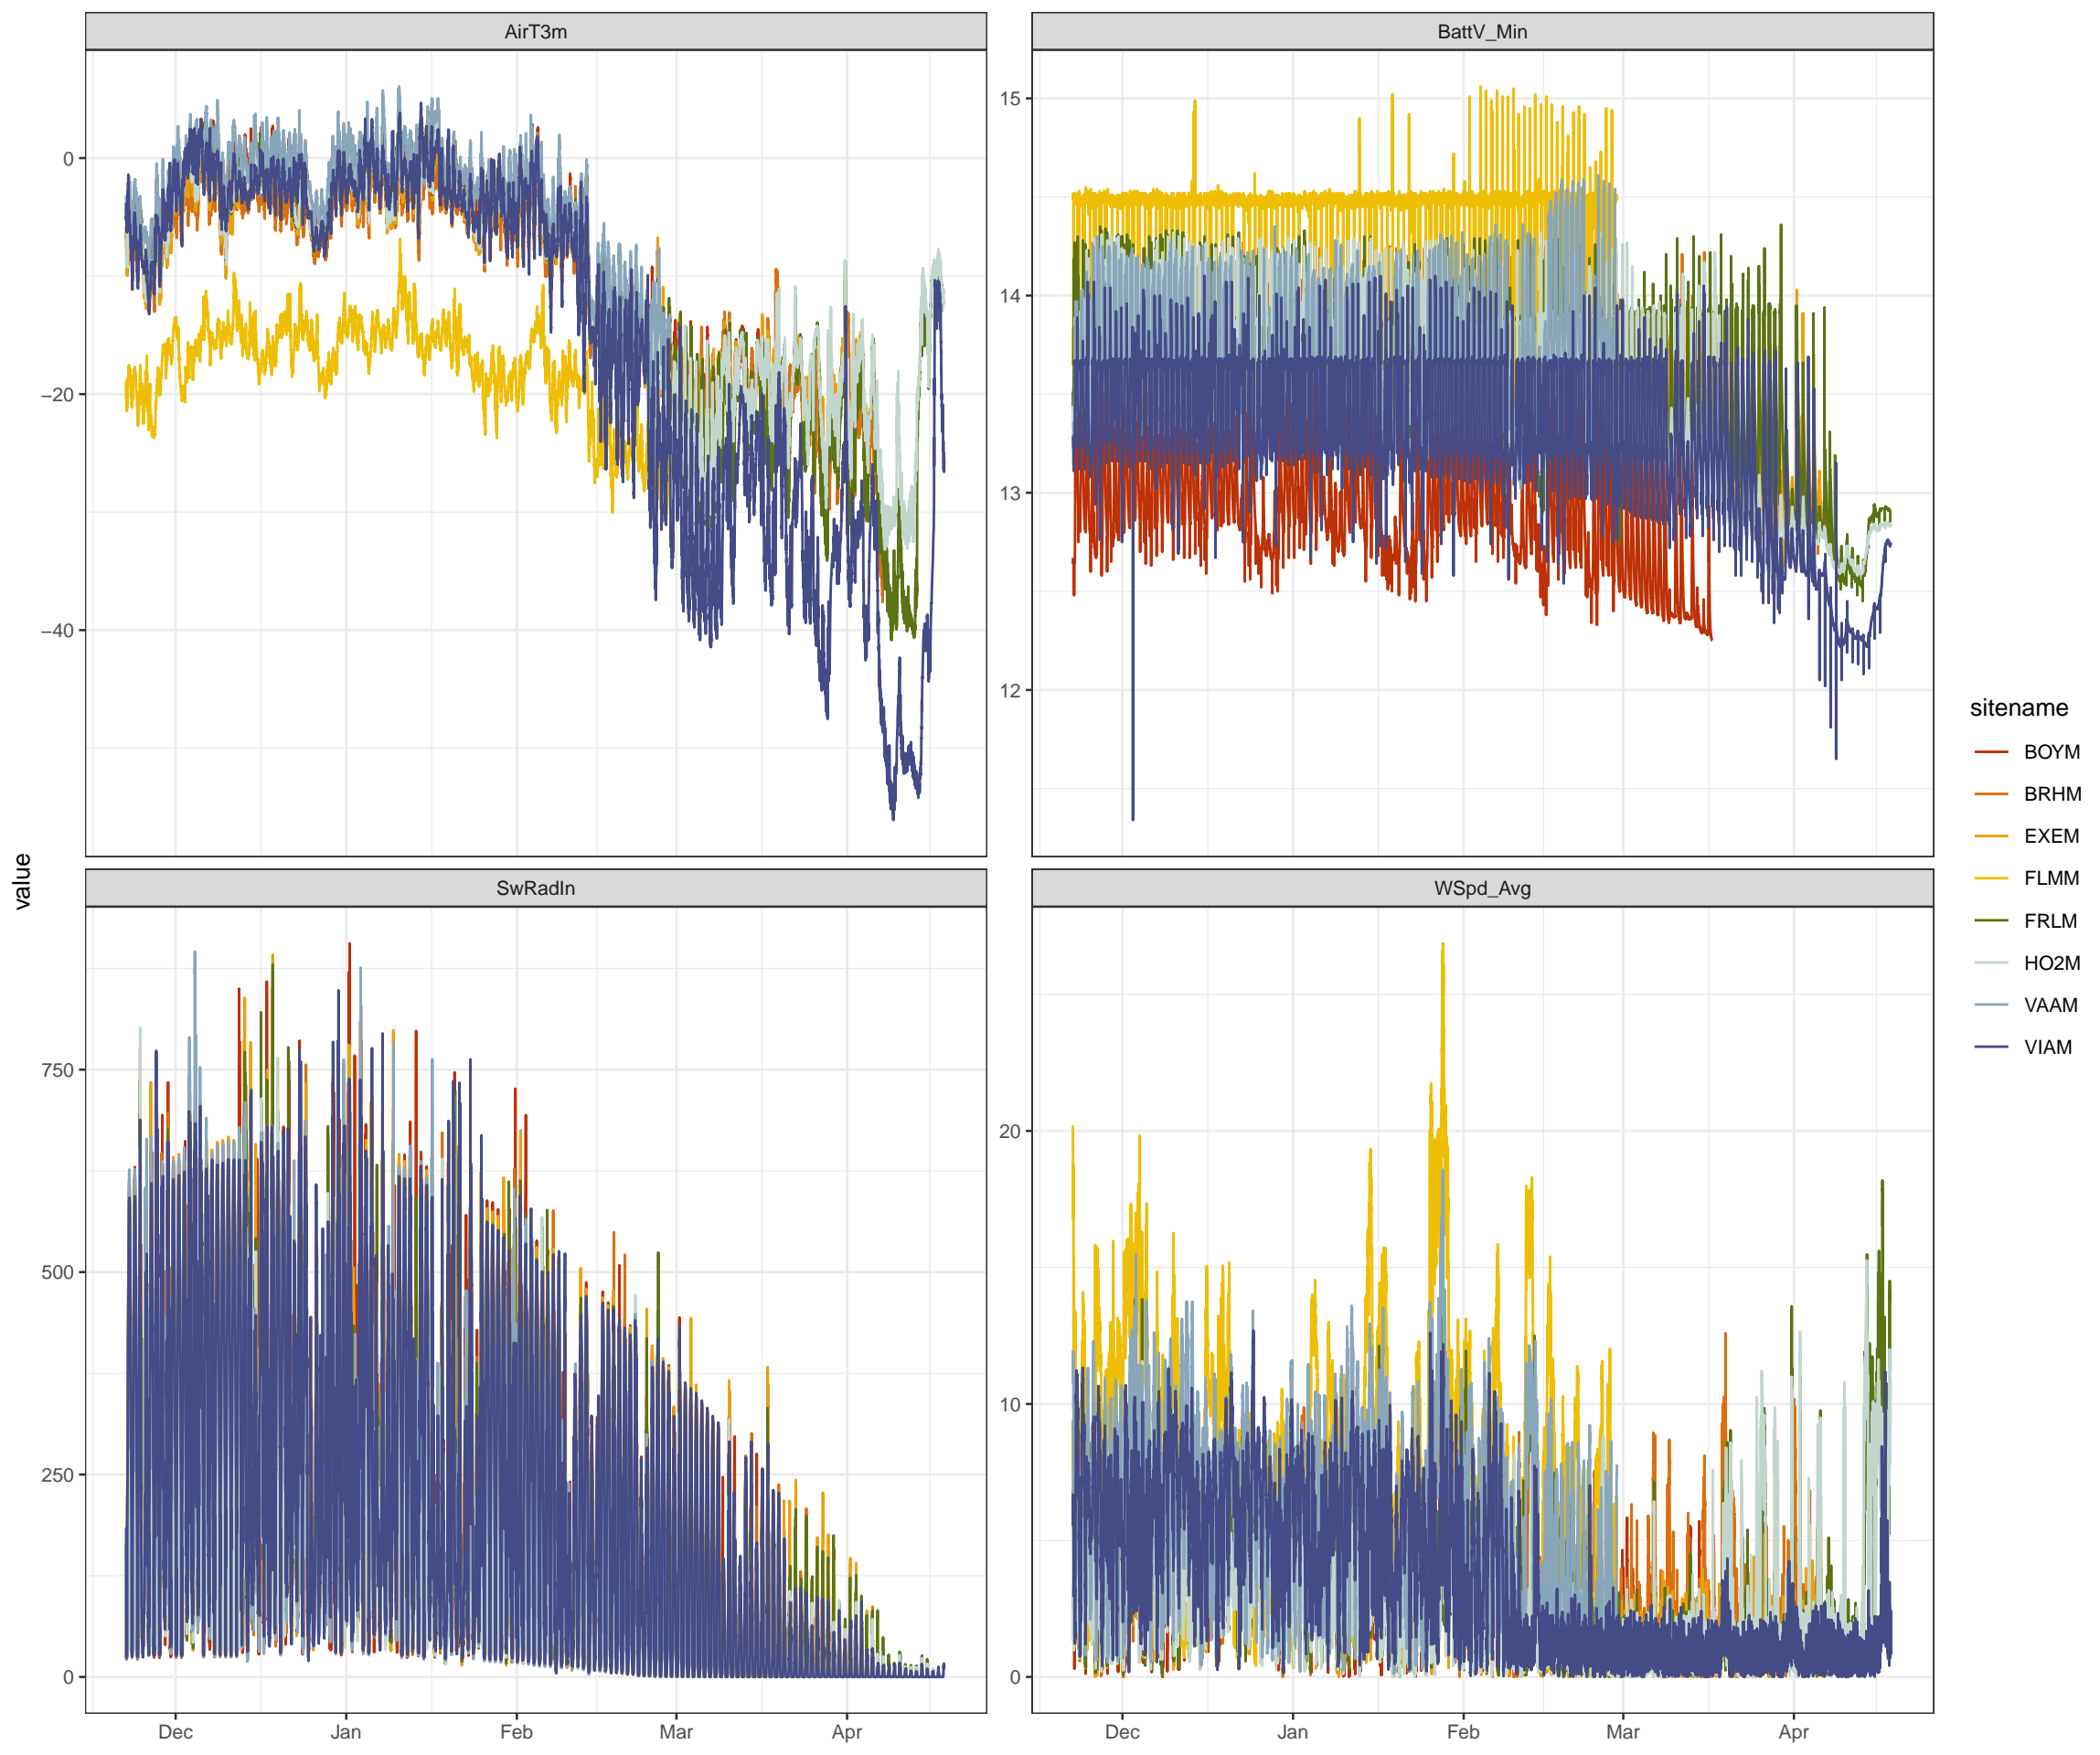 AirT3m
BattV_Min
0
−20
−40
15
14
13
12
SwRadIn
WSpd_Avg
750
500
250
0
20
10
0
Dec Jan Feb Mar Apr
Dec Jan Feb Mar Apr
value
sitename
BOYM
BRHM
EXEM
FLMM
FRLM
HO2M
VAAM
VIAM